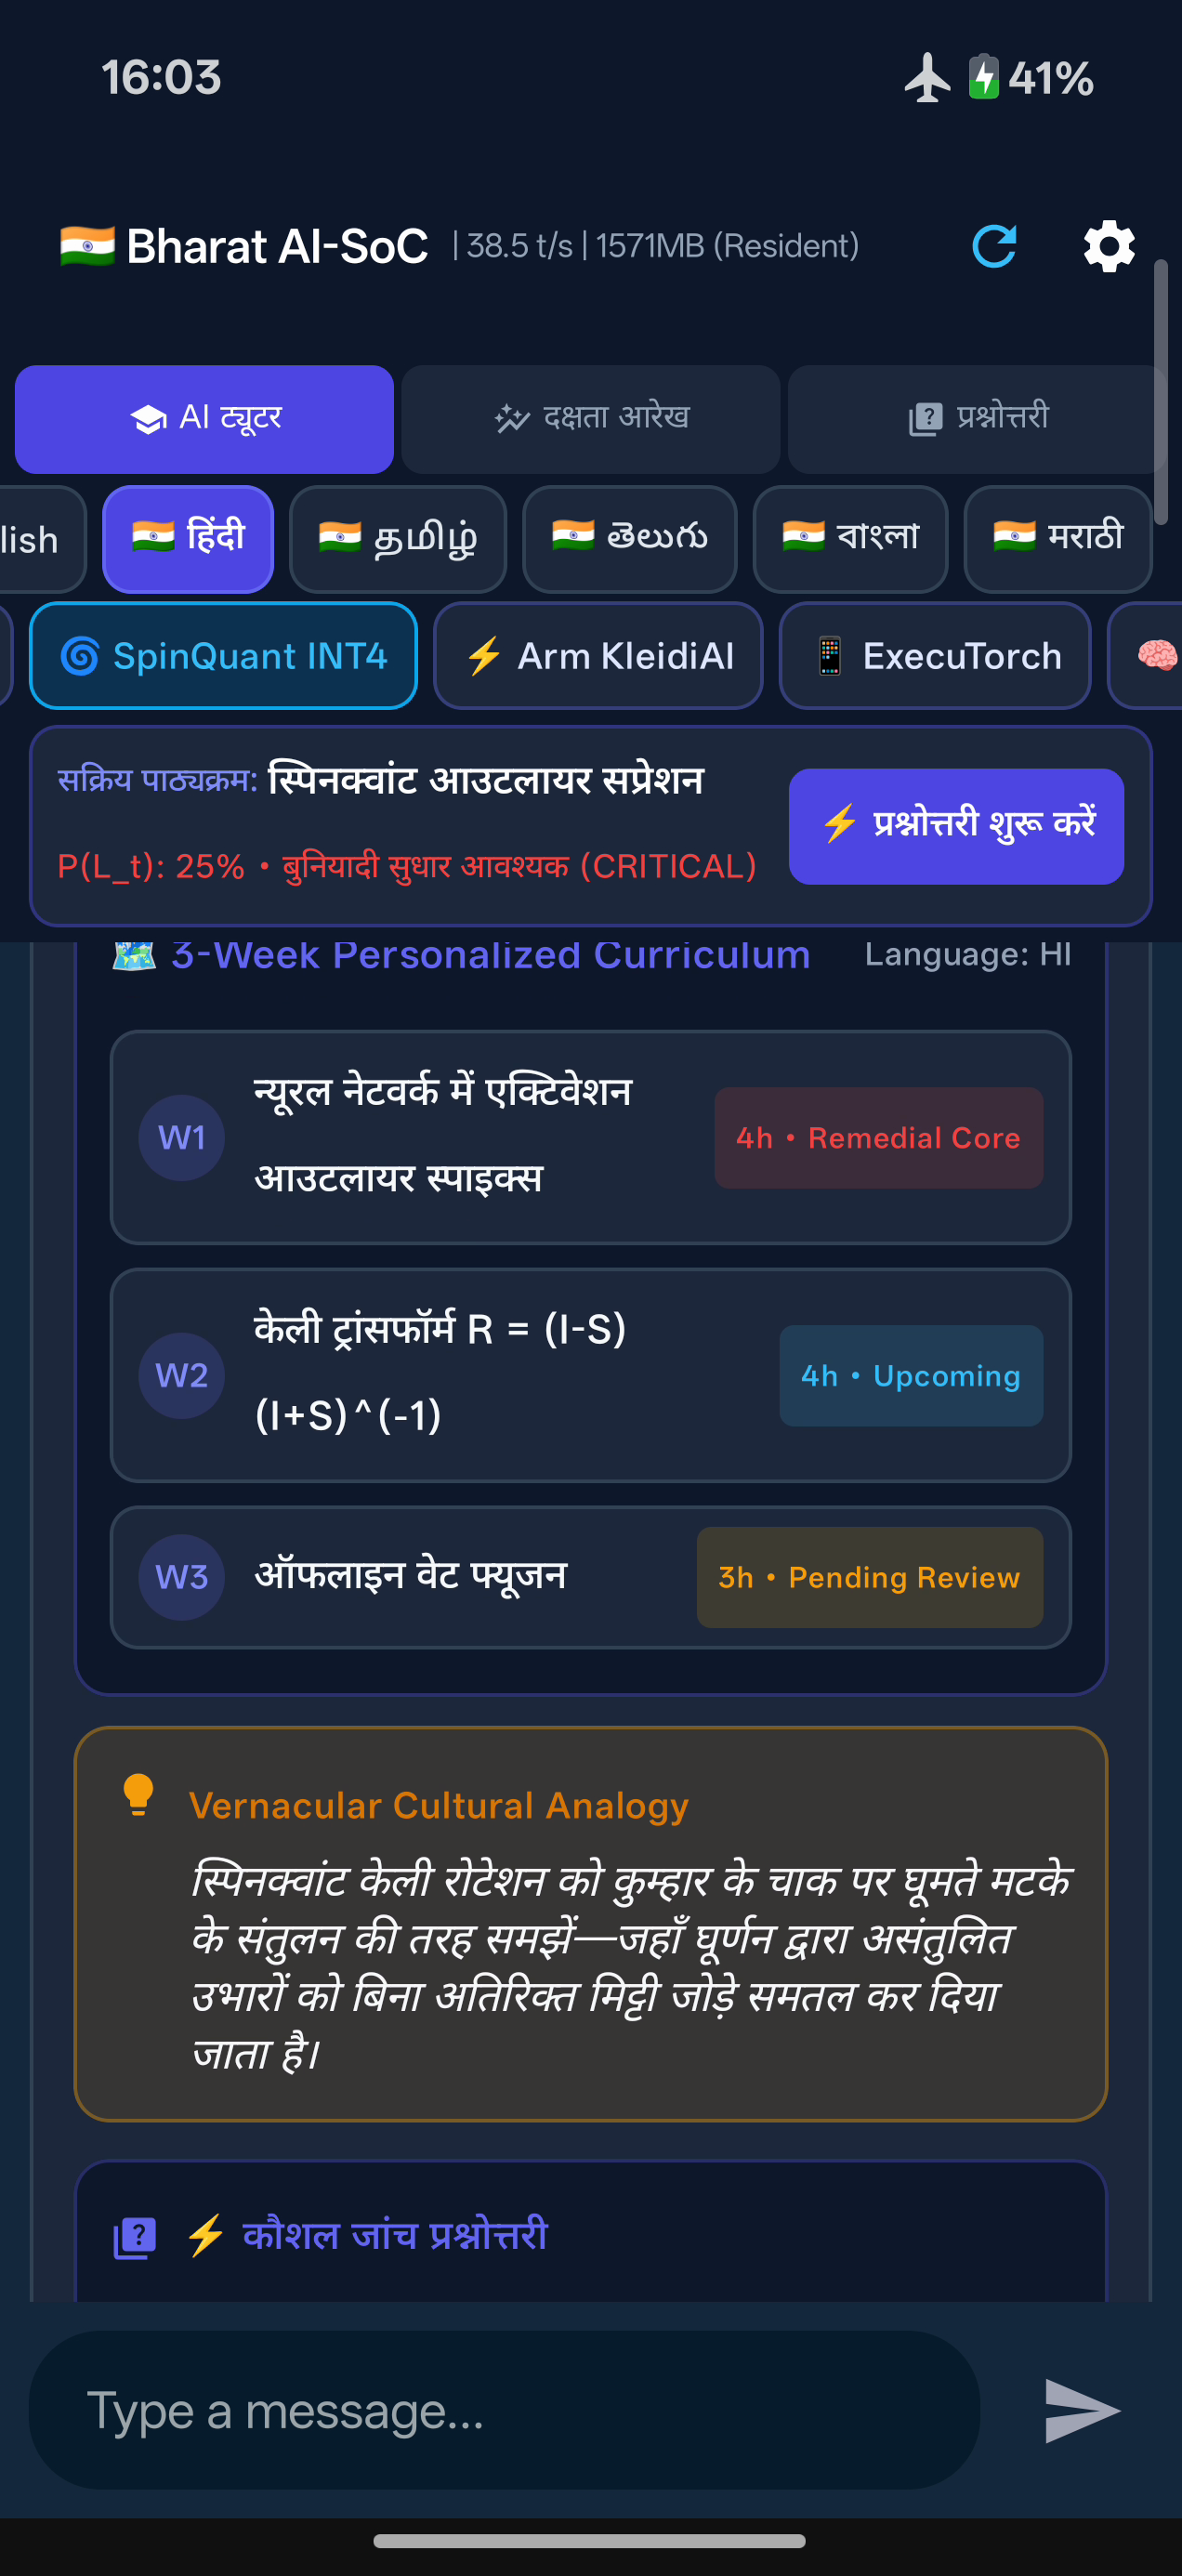 16:03
41%
Bharat AI-SoC | 38.5 t/s | 1571MB (Resident)
AI ट्यूटर
दक्षता आरेख
प्रश्नोत्तरी
lish
हिंदी
தமிழ்
తెలుగు
বাংলা
मराठी
SpinQuant INT4
Arm KleidiAI
ExecuTorch
सक्रिय पाठ्यक्रम: स्पिनक्वांट आउटलायर सप्रेशन
P(L_t): 25% • बुनियादी सुधार आवश्यक (CRITICAL)
प्रश्नोत्तरी शुरू करें
3-Week Personalized Curriculum
Language: HI
W1
न्यूरल नेटवर्क में एक्टिवेशन
आउटलायर स्पाइक्स
4h • Remedial Core
W2
केली ट्रांसफॉर्म R = (I-S)
(I+S)^(-1)
4h • Upcoming
W3
ऑफलाइन वेट फ्यूजन
3h • Pending Review
Vernacular Cultural Analogy
स्पिनक्वांट केली रोटेशन को कुम्हार के चाक पर घूमते मटके
के संतुलन की तरह समझें—जहाँ घूर्णन द्वारा असंतुलित
उभारों को बिना अतिरिक्त मिट्टी जोड़े समतल कर दिया
जाता है।
कौशल जांच प्रश्नोत्तरी
Type a message...